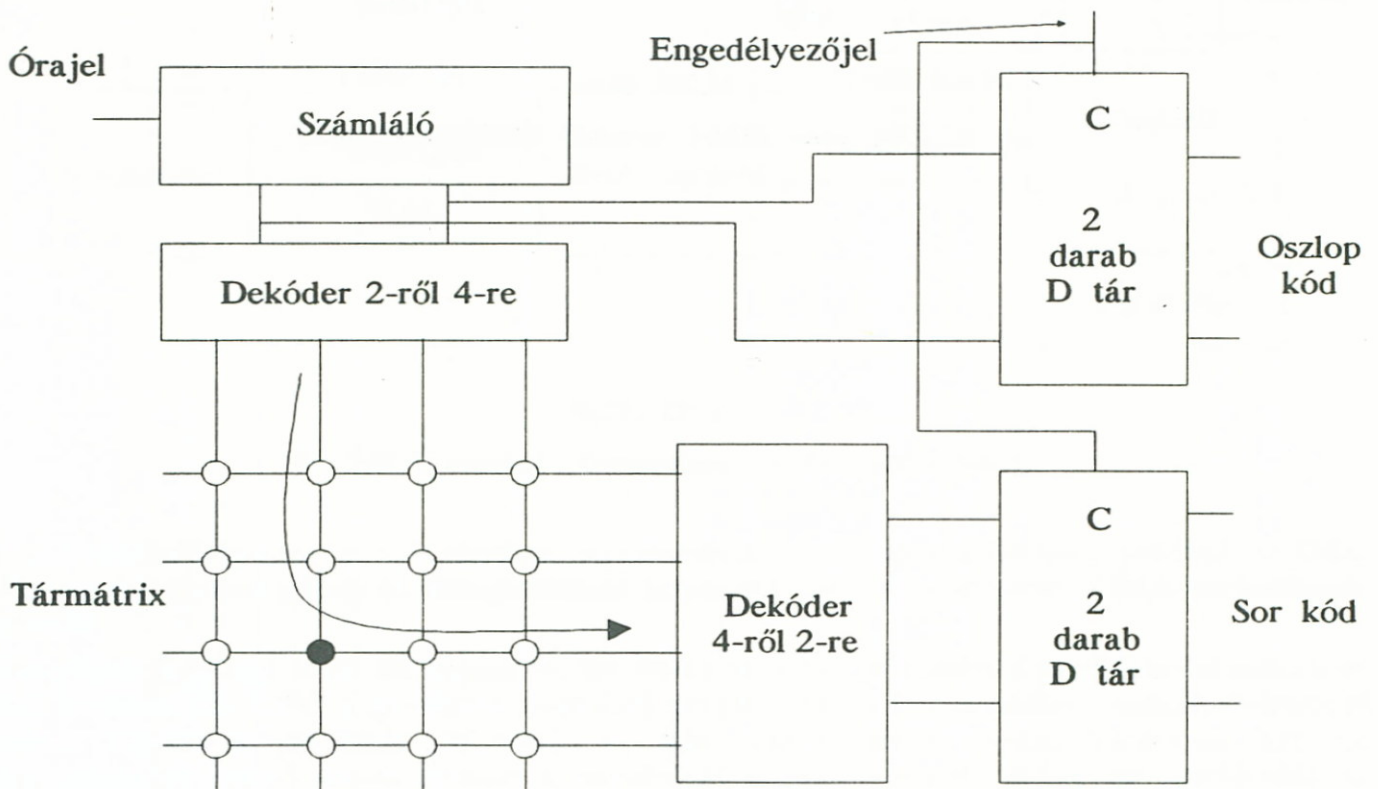 Órajel
Számláló
Engedélyezőjel
C
2
darab
D tár
Oszlop
kód
Dekóder 2-ről 4-re
Tármátrix
Dekóder
4-ről 2-re
C
2
darab
D tár
Sor kód